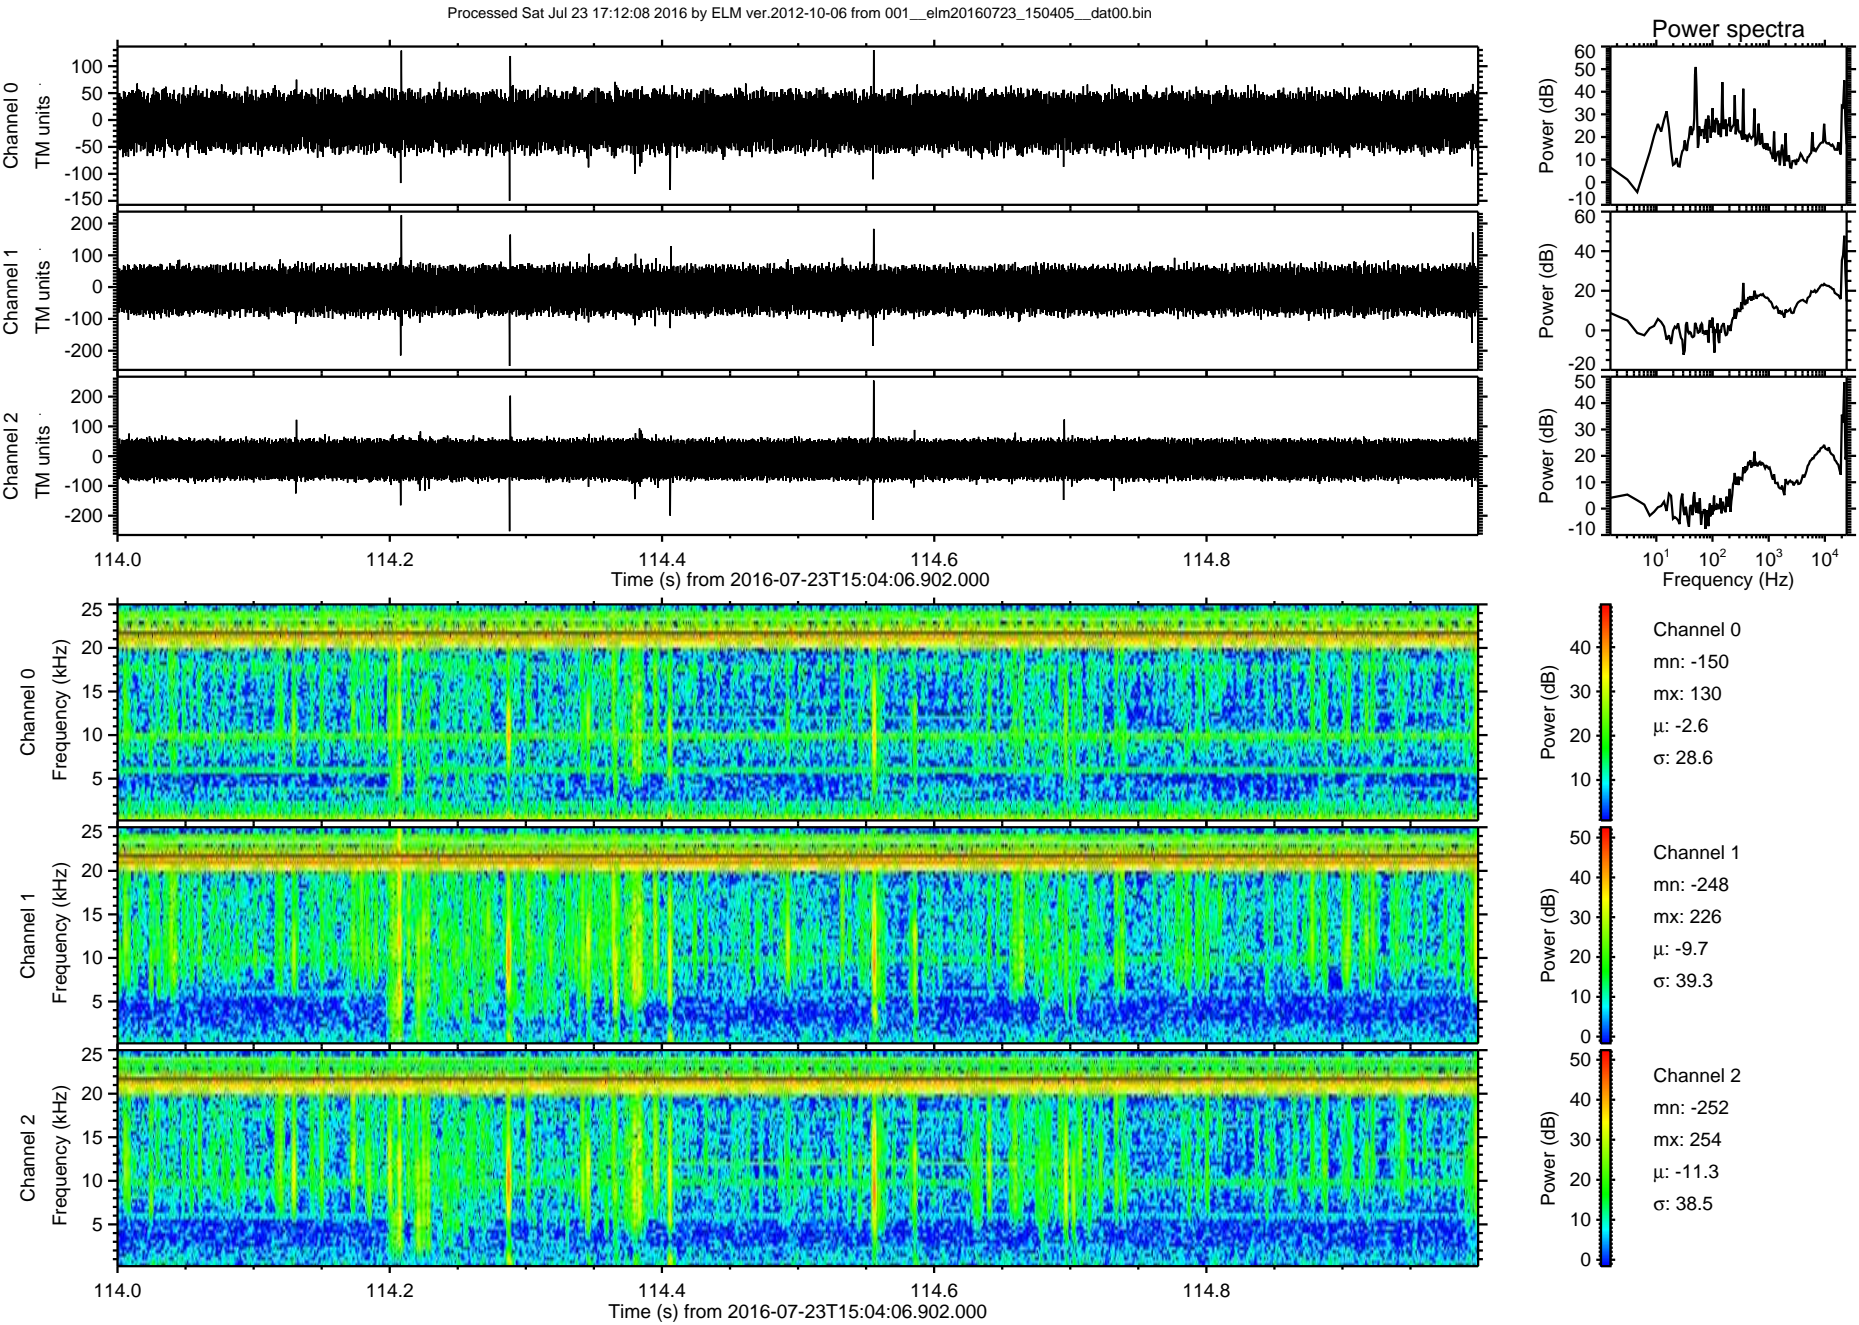 Processed Sat Jul 23 17:12:08 2016 by ELM ver.2012-10-06 from 001__elm20160723_150405__dat00.bin
Power spectra
Channel 0
TM units
100
50
0
-50
-100
-150
Power (dB)
60
50
40
30
20
10
0
-10
Channel 1
TM units
200
100
0
-100
-200
Power (dB)
60
40
20
0
-20
Channel 2
TM units
200
100
0
-100
-200
Power (dB)
50
40
30
20
10
0
-10
114.0 114.2 114.4 114.6 114.8
Time (s) from 2016-07-23T15:04:06.902.000
10^1 10^2 10^3 10^4
Frequency (Hz)
Channel 0
Frequency (kHz)
25
20
15
10
5
Power (dB)
40
30
20
10
Channel 0
mn: -150
mx: 130
μ: -2.6
σ: 28.6
Channel 1
Frequency (kHz)
25
20
15
10
5
Power (dB)
50
40
30
20
10
0
Channel 1
mn: -248
mx: 226
μ: -9.7
σ: 39.3
Channel 2
Frequency (kHz)
25
20
15
10
5
Power (dB)
50
40
30
20
10
0
Channel 2
mn: -252
mx: 254
μ: -11.3
σ: 38.5
114.0 114.2 114.4 114.6 114.8
Time (s) from 2016-07-23T15:04:06.902.000